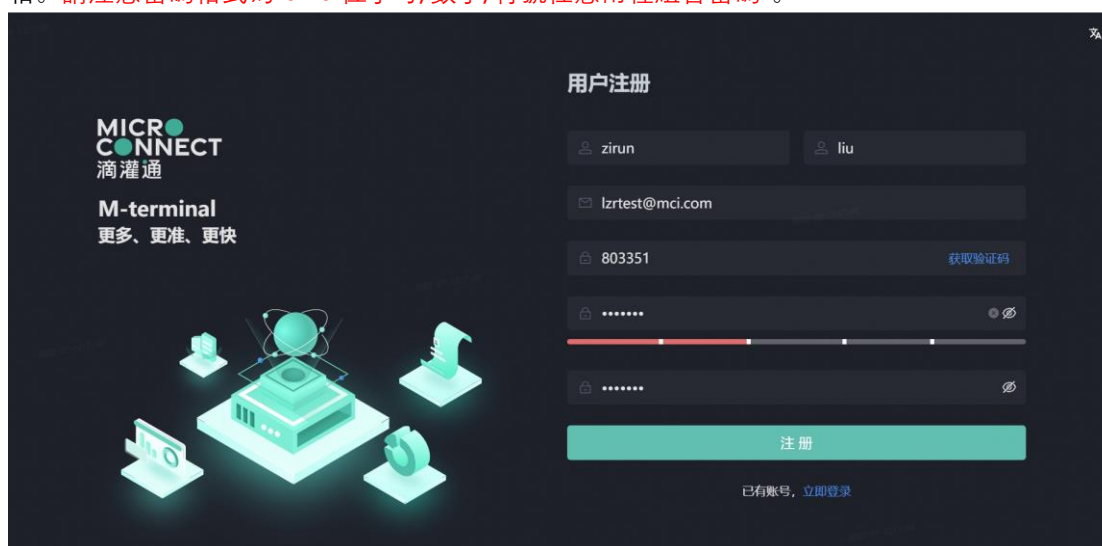 用户注册
MICRO
CONNECT
滴灌通
M-terminal
更多、更准、更快
zirun
liu
lzrtest@mci.com
803351
获取验证码
•••••••
•••••••
注 册
已有账号，立即登录